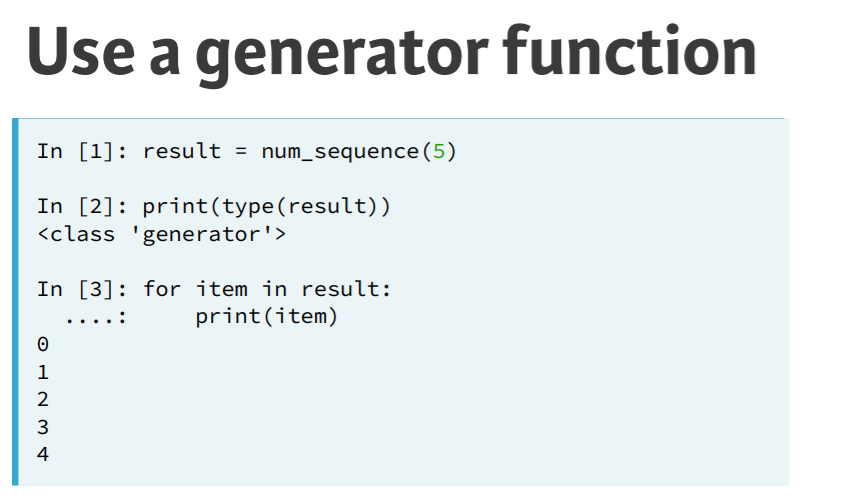 Use a generator function
In [1]: result = num_sequence(5)
In [2]: print(type(result))
<class 'generator'>
In [3]: for item in result:
....:     print(item)
0
1
2
3
4